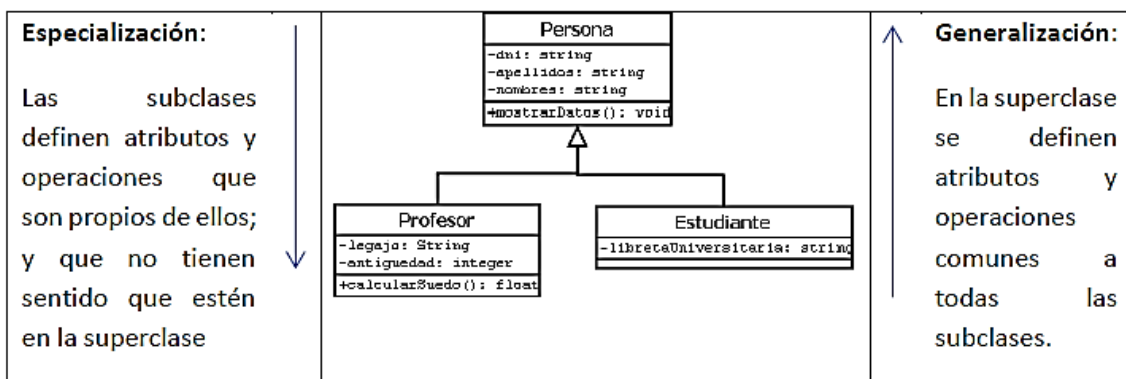 Especialización:
Las subclases
definen atributos y
operaciones que
son propios de ellos;
y que no tienen
sentido que estén
en la superclase
Persona
-dni: string
-apellidos: string
-nombres: string
+mostrarDatos(): void
Profesor
-legajo: String
-antiguedad: integer
+calcularSuedo(): float
Estudiante
-libretaUniversitaria: string
Generalización:
En la superclase
se definen
atributos y
operaciones
comunes a
todas las
subclases.